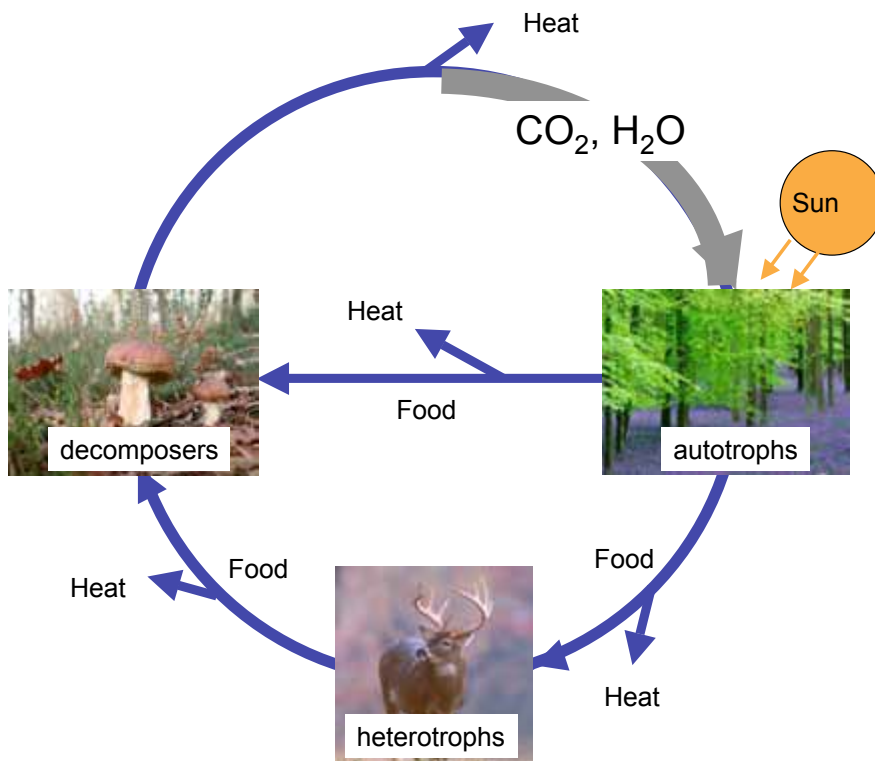 Heat
CO₂, H₂O
Sun
Heat
Food
decomposers
autotrophs
Heat
Food
Food
Heat
heterotrophs